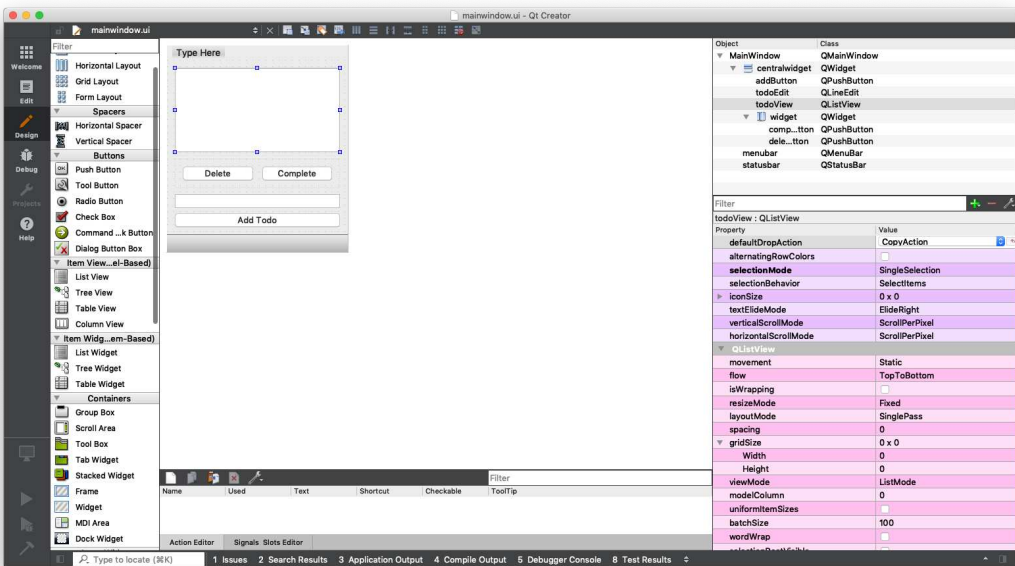 mainwindow.ui - Qt Creator
mainwindow.ui
Welcome
Edit
Design
Debug
Projects
Help
Filter
Horizontal Layout
Grid Layout
Form Layout
Spacers
Horizontal Spacer
Vertical Spacer
Buttons
OK Push Button
Tool Button
Radio Button
Check Box
Command ...k Button
Dialog Button Box
Item View...el-Based)
List View
Tree View
Table View
Column View
Item Widg...em-Based)
List Widget
Tree Widget
Table Widget
Containers
Group Box
Scroll Area
Tool Box
Tab Widget
Stacked Widget
Frame
Widget
MDI Area
Dock Widget
Type Here
Delete Complete
Add Todo
Filter
Name Used Text Shortcut Checkable ToolTip
Action Editor Signals Slots Editor
Object Class
MainWindow QMainWindow
centralwidget QWidget
addButton QPushButton
todoEdit QLineEdit
todoView QListView
widget QWidget
comp...tton QPushButton
dele...tton QPushButton
menubar QMenuBar
statusbar QStatusBar
Filter
todoView : QListView
Property Value
defaultDropAction CopyAction
alternatingRowColors
selectionMode SingleSelection
selectionBehavior SelectItems
iconSize 0 x 0
textElideMode ElideRight
verticalScrollMode ScrollPerPixel
horizontalScrollMode ScrollPerPixel
QListView
movement Static
flow TopToBottom
isWrapping
resizeMode Fixed
layoutMode SinglePass
spacing 0
gridSize 0 x 0
Width 0
Height 0
viewMode ListMode
modelColumn 0
uniformItemSizes
batchSize 100
wordWrap
Type to locate (⌘K) 1 Issues 2 Search Results 3 Application Output 4 Compile Output 5 Debugger Console 8 Test Results